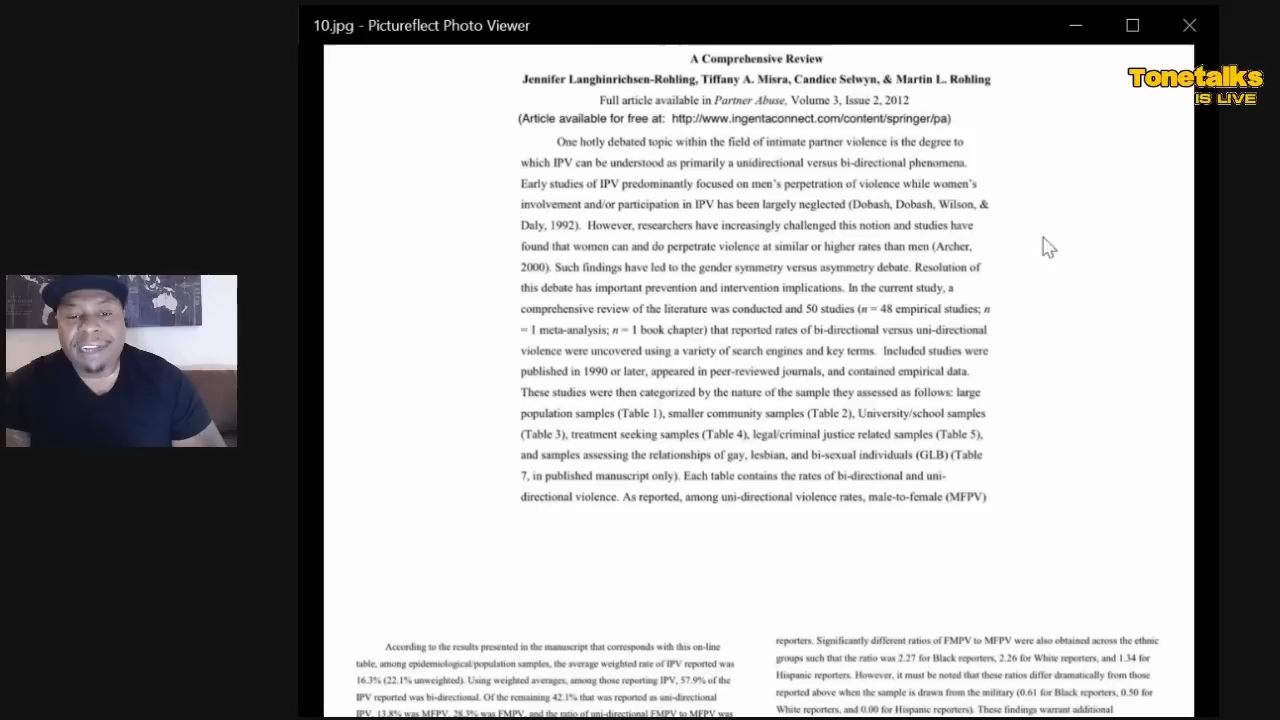 10.jpg - Pictureflect Photo Viewer
Tonetalks
IS LIVE
A Comprehensive Review
Jennifer Langhinrichsen-Rohling, Tiffany A. Misra, Candice Selwyn, & Martin L. Rohling
Full article available in Partner Abuse, Volume 3, Issue 2, 2012
(Article available for free at: http://www.ingentaconnect.com/content/springer/pa)
One hotly debated topic within the field of intimate partner violence is the degree to
which IPV can be understood as primarily a unidirectional versus bi-directional phenomena.
Early studies of IPV predominantly focused on men's perpetration of violence while women's
involvement and/or participation in IPV has been largely neglected (Dobash, Dobash, Wilson, &
Daly, 1992). However, researchers have increasingly challenged this notion and studies have
found that women can and do perpetrate violence at similar or higher rates than men (Archer,
2000). Such findings have led to the gender symmetry versus asymmetry debate. Resolution of
this debate has important prevention and intervention implications. In the current study, a
comprehensive review of the literature was conducted and 50 studies (n = 48 empirical studies; n
= 1 meta-analysis; n = 1 book chapter) that reported rates of bi-directional versus uni-directional
violence were uncovered using a variety of search engines and key terms. Included studies were
published in 1990 or later, appeared in peer-reviewed journals, and contained empirical data.
These studies were then categorized by the nature of the sample they assessed as follows: large
population samples (Table 1), smaller community samples (Table 2), University/school samples
(Table 3), treatment seeking samples (Table 4), legal/criminal justice related samples (Table 5),
and samples assessing the relationships of gay, lesbian, and bi-sexual individuals (GLB) (Table
7, in published manuscript only). Each table contains the rates of bi-directional and uni-
directional violence. As reported, among uni-directional violence rates, male-to-female (MFPV)
According to the results presented in the manuscript that corresponds with this on-line
table, among epidemiological/population samples, the average weighted rate of IPV reported was
16.3% (22.1% unweighted). Using weighted averages, among those reporting IPV, 57.9% of the
IPV reported was bi-directional. Of the remaining 42.1% that was reported as uni-directional
IPV, 13.8% was MFPV, 28.3% was FMPV, and the ratio of uni-directional FMPV to MFPV was
reporters. Significantly different ratios of FMPV to MFPV were also obtained across the ethnic
groups such that the ratio was 2.27 for Black reporters, 2.26 for White reporters, and 1.34 for
Hispanic reporters. However, it must be noted that these ratios differ dramatically from those
reported above when the sample is drawn from the military (0.61 for Black reporters, 0.50 for
White reporters, and 0.00 for Hispanic reporters). These findings warrant additional